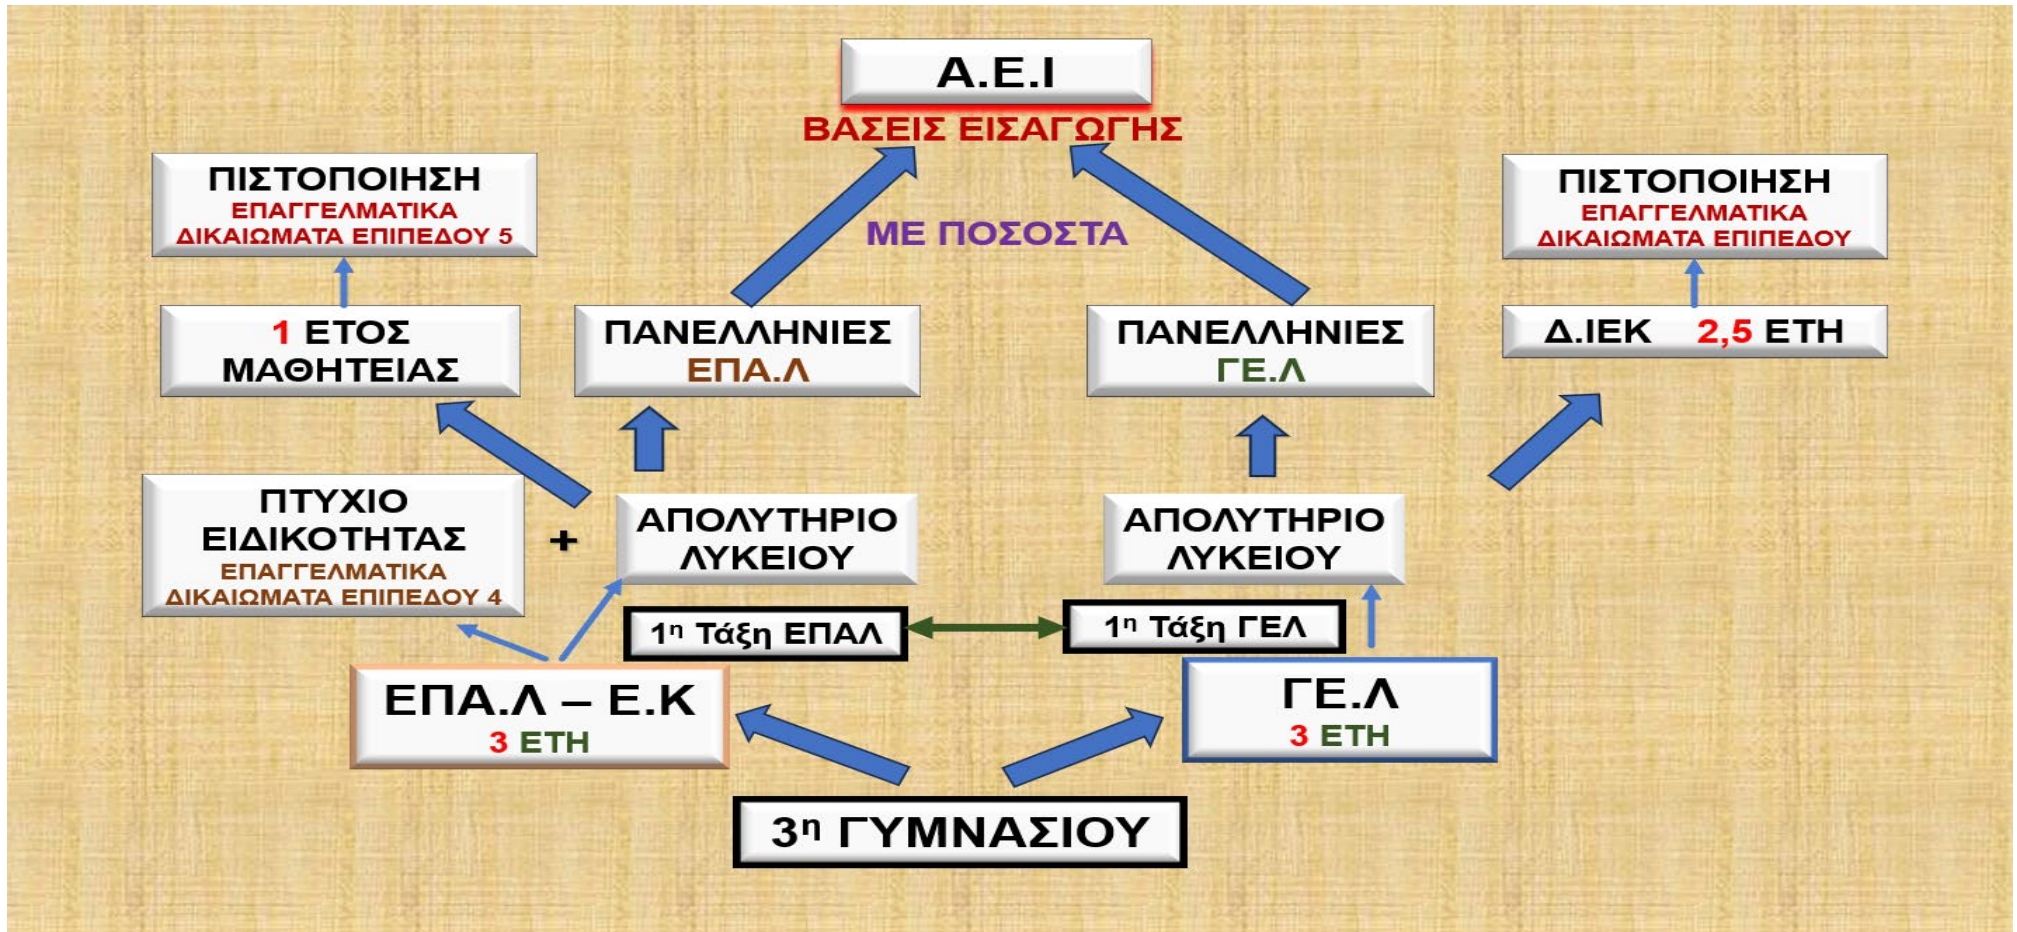 Α.Ε.Ι
ΒΑΣΕΙΣ ΕΙΣΑΓΩΓΗΣ
ΜΕ ΠΟΣΟΣΤΑ
ΠΙΣΤΟΠΟΙΗΣΗ
ΕΠΑΓΓΕΛΜΑΤΙΚΑ
ΔΙΚΑΙΩΜΑΤΑ ΕΠΙΠΕΔΟΥ 5
ΠΙΣΤΟΠΟΙΗΣΗ
ΕΠΑΓΓΕΛΜΑΤΙΚΑ
ΔΙΚΑΙΩΜΑΤΑ ΕΠΙΠΕΔΟΥ
1 ΕΤΟΣ
ΜΑΘΗΤΕΙΑΣ
ΠΑΝΕΛΛΗΝΙΕΣ
ΕΠΑ.Λ
ΠΑΝΕΛΛΗΝΙΕΣ
ΓΕ.Λ
Δ.ΙΕΚ 2,5 ΕΤΗ
ΠΤΥΧΙΟ
ΕΙΔΙΚΟΤΗΤΑΣ
ΕΠΑΓΓΕΛΜΑΤΙΚΑ
ΔΙΚΑΙΩΜΑΤΑ ΕΠΙΠΕΔΟΥ 4
+
ΑΠΟΛΥΤΗΡΙΟ
ΛΥΚΕΙΟΥ
ΑΠΟΛΥΤΗΡΙΟ
ΛΥΚΕΙΟΥ
1η Τάξη ΕΠΑΛ
1η Τάξη ΓΕΛ
ΕΠΑ.Λ – Ε.Κ
3 ΕΤΗ
ΓΕ.Λ
3 ΕΤΗ
3η ΓΥΜΝΑΣΙΟΥ